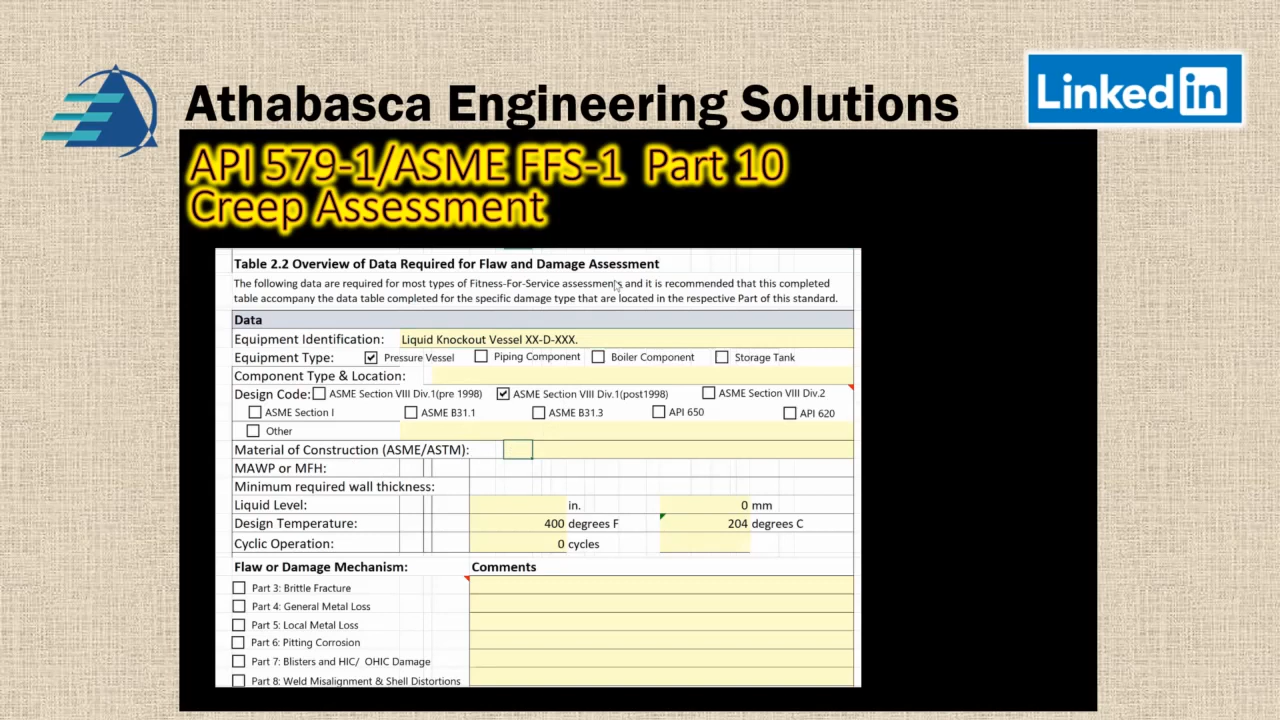 Athabasca Engineering Solutions
Linked in
API 579-1/ASME FFS-1 Part 10
Creep Assessment
Table 2.2 Overview of Data Required for Flaw and Damage Assessment
The following data are required for most types of Fitness-For-Service assessments and it is recommended that this completed
table accompany the data table completed for the specific damage type that are located in the respective Part of this standard.
Data
Equipment Identification: Liquid Knockout Vessel XX-D-XXX.
Equipment Type: Pressure Vessel Piping Component Boiler Component Storage Tank
Component Type & Location:
Design Code: ASME Section VIII Div.1(pre 1998) ASME Section VIII Div.1(post1998) ASME Section VIII Div.2
ASME Section I ASME B31.1 ASME B31.3 API 650 API 620
Other
Material of Construction (ASME/ASTM):
MAWP or MFH:
Minimum required wall thickness:
Liquid Level: in. 0 mm
Design Temperature: 400 degrees F 204 degrees C
Cyclic Operation: 0 cycles
Flaw or Damage Mechanism: Comments
Part 3: Brittle Fracture
Part 4: General Metal Loss
Part 5: Local Metal Loss
Part 6: Pitting Corrosion
Part 7: Blisters and HIC/ OHIC Damage
Part 8: Weld Misalignment & Shell Distortions